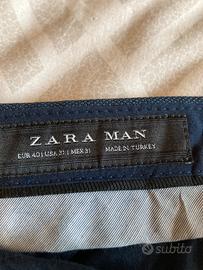 ZARA MAN
EUR 40 | USA 31 | MEX 31
MADE IN TURKEY
subito